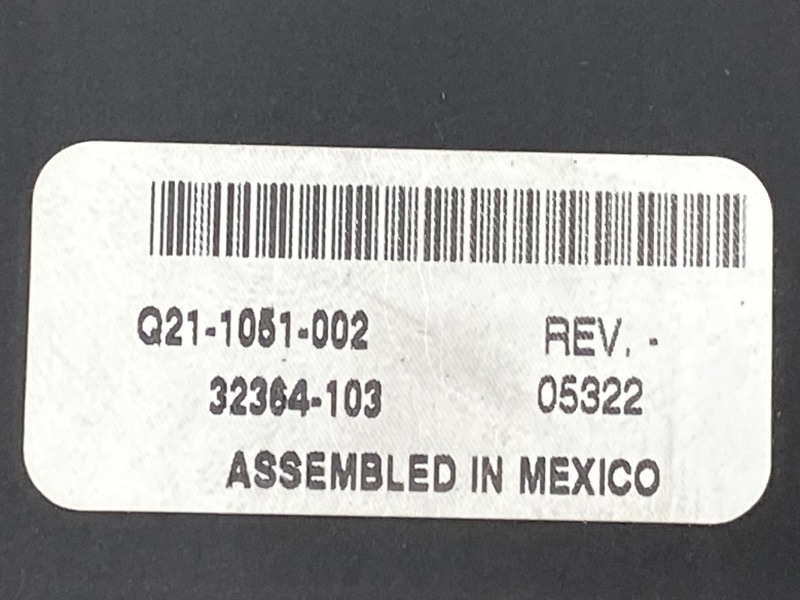 Q21-1051-002 REV. -
32364-103 05322
ASSEMBLED IN MEXICO